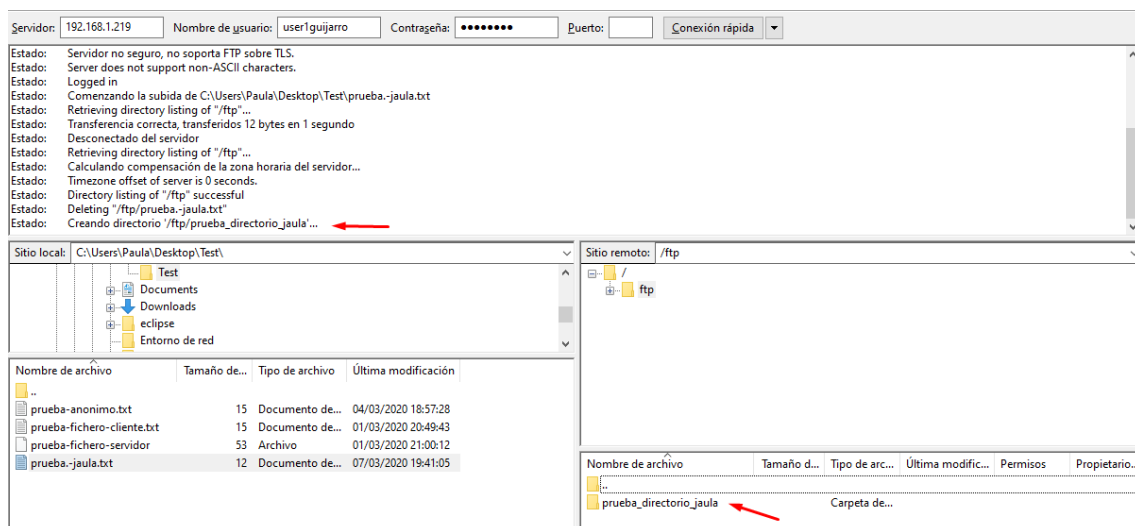 Servidor: 192.168.1.219 Nombre de usuario: user1guijarro Contraseña: ●●●●●●●● Puerto: Conexión rápida
Estado: Servidor no seguro, no soporta FTP sobre TLS.
Estado: Server does not support non-ASCII characters.
Estado: Logged in
Estado: Comenzando la subida de C:\Users\Paula\Desktop\Test\prueba.-jaula.txt
Estado: Retrieving directory listing of "/ftp"...
Estado: Transferencia correcta, transferidos 12 bytes en 1 segundo
Estado: Desconectado del servidor
Estado: Retrieving directory listing of "/ftp"...
Estado: Calculando compensación de la zona horaria del servidor...
Estado: Timezone offset of server is 0 seconds.
Estado: Directory listing of "/ftp" successful
Estado: Deleting "/ftp/prueba.-jaula.txt"
Estado: Creando directorio '/ftp/prueba_directorio_jaula'...
Sitio local: C:\Users\Paula\Desktop\Test\
Test
Documents
Downloads
eclipse
Entorno de red
Nombre de archivo Tamaño de... Tipo de archivo Última modificación
..
prueba-anonimo.txt 15 Documento de... 04/03/2020 18:57:28
prueba-fichero-cliente.txt 15 Documento de... 01/03/2020 20:49:43
prueba-fichero-servidor 53 Archivo 01/03/2020 21:00:12
prueba.-jaula.txt 12 Documento de... 07/03/2020 19:41:05
Sitio remoto: /ftp
/
ftp
Nombre de archivo Tamaño d... Tipo de arc... Última modific... Permisos Propietario...
..
prueba_directorio_jaula Carpeta de...